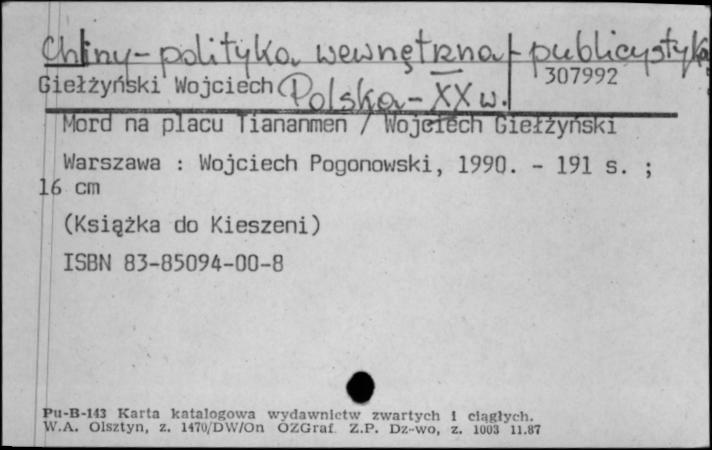 Chiny - polityka wewnętrzna - publicystyka
Giełżyński Wojciech Polska - XX w. 307992
Mord na placu Tiananmen / Wojciech Giełżyński
Warszawa : Wojciech Pogonowski, 1990. - 191 s. ;
16 cm
(Książka do Kieszeni)
ISBN 83-85094-00-8
Pu-B-143 Karta katalogowa wydawnictw zwartych i ciągłych.
W.A. Olsztyn, z. 1470/DW/On OZGraf. Z.P. Dz-wo, z. 1003 11.87